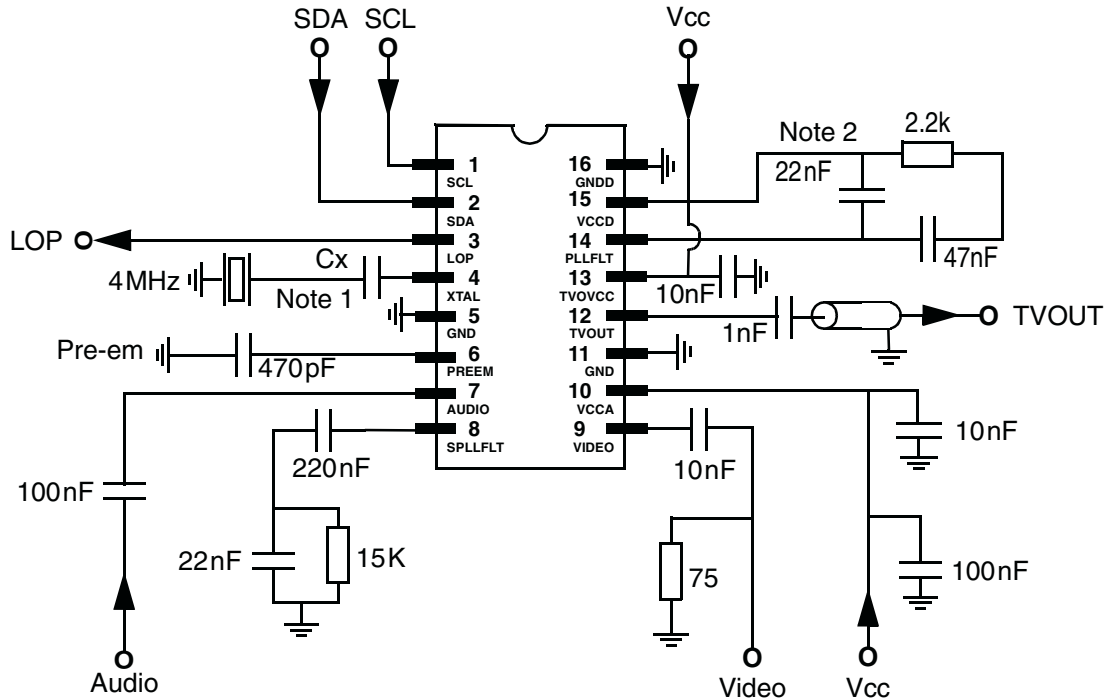 SDA SCL
Vcc
Note 2
2.2k
22nF
47nF
1
SCL
2
SDA
3
LOP
4
XTAL
5
GND
6
PREEM
7
AUDIO
8
SPLLFLT
16
GNDD
15
VCCD
14
PLLFLT
13
TVOVCC
12
TVOUT
11
GND
10
VCCA
9
VIDEO
LOP
4MHz
Cx
Note 1
Pre-em
470pF
220nF
100nF
22nF
15K
Audio
10nF
1nF
TVOUT
10nF
10nF
75
100nF
Video
Vcc